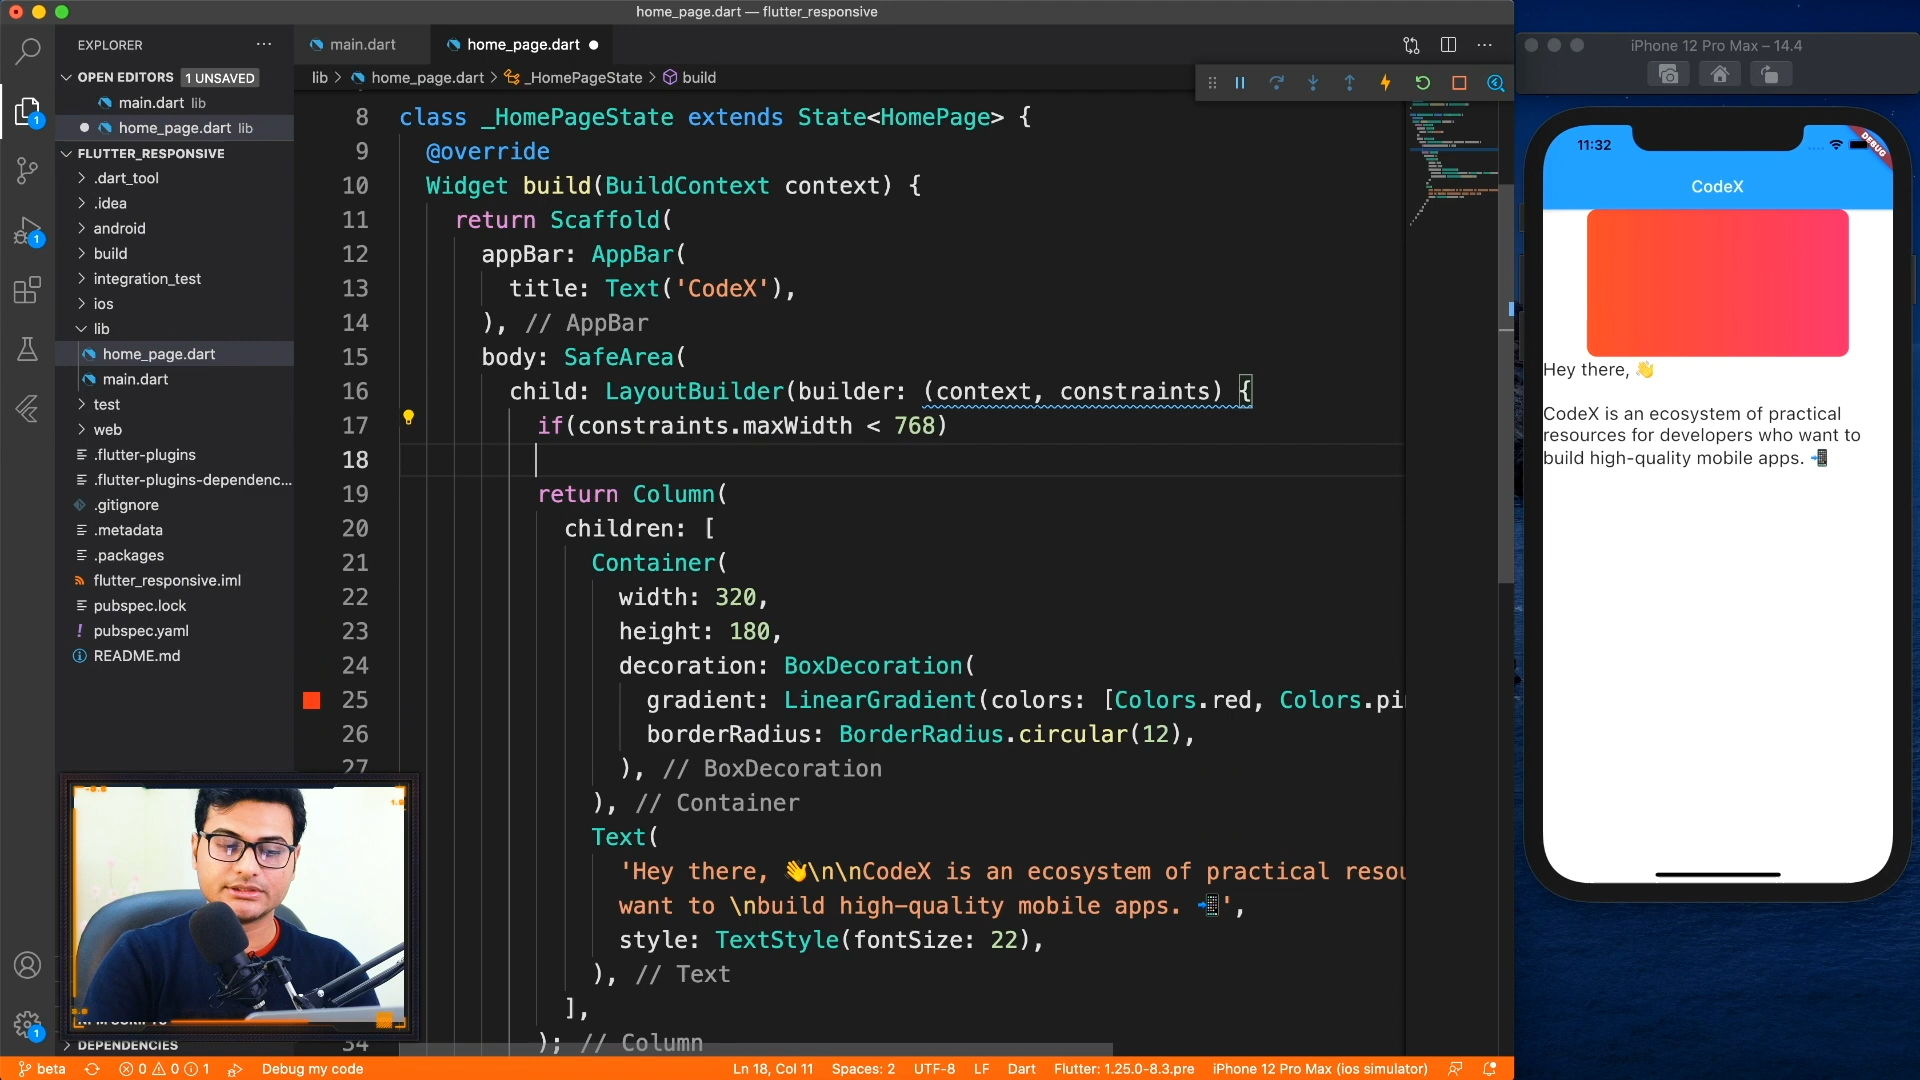 home_page.dart — flutter_responsive
EXPLORER
OPEN EDITORS 1 UNSAVED
main.dart lib
home_page.dart lib
FLUTTER_RESPONSIVE
.dart_tool
.idea
android
build
integration_test
ios
lib
home_page.dart
main.dart
test
web
.flutter-plugins
.flutter-plugins-dependenc...
.gitignore
.metadata
.packages
flutter_responsive.iml
pubspec.lock
pubspec.yaml
README.md
DEPENDENCIES
main.dart
home_page.dart
lib > home_page.dart > _HomePageState > build
8 class _HomePageState extends State<HomePage> {
9 @override
10 Widget build(BuildContext context) {
11 return Scaffold(
12 appBar: AppBar(
13 title: Text('CodeX'),
14 ), // AppBar
15 body: SafeArea(
16 child: LayoutBuilder(builder: (context, constraints) {
17 if(constraints.maxWidth < 768)
18
19 return Column(
20 children: [
21 Container(
22 width: 320,
23 height: 180,
24 decoration: BoxDecoration(
25 gradient: LinearGradient(colors: [Colors.red, Colors.pi
26 borderRadius: BorderRadius.circular(12),
27 ), // BoxDecoration
), // Container
Text(
'Hey there, 👋\n\nCodeX is an ecosystem of practical resou
want to \nbuild high-quality mobile apps. 📲',
style: TextStyle(fontSize: 22),
), // Text
],
34 ); // Column
iPhone 12 Pro Max – 14.4
11:32
DEBUG
CodeX
Hey there, 👋
CodeX is an ecosystem of practical
resources for developers who want to
build high-quality mobile apps. 📲
beta 0 0 1 Debug my code Ln 18, Col 11 Spaces: 2 UTF-8 LF Dart Flutter: 1.25.0-8.3.pre iPhone 12 Pro Max (ios simulator)